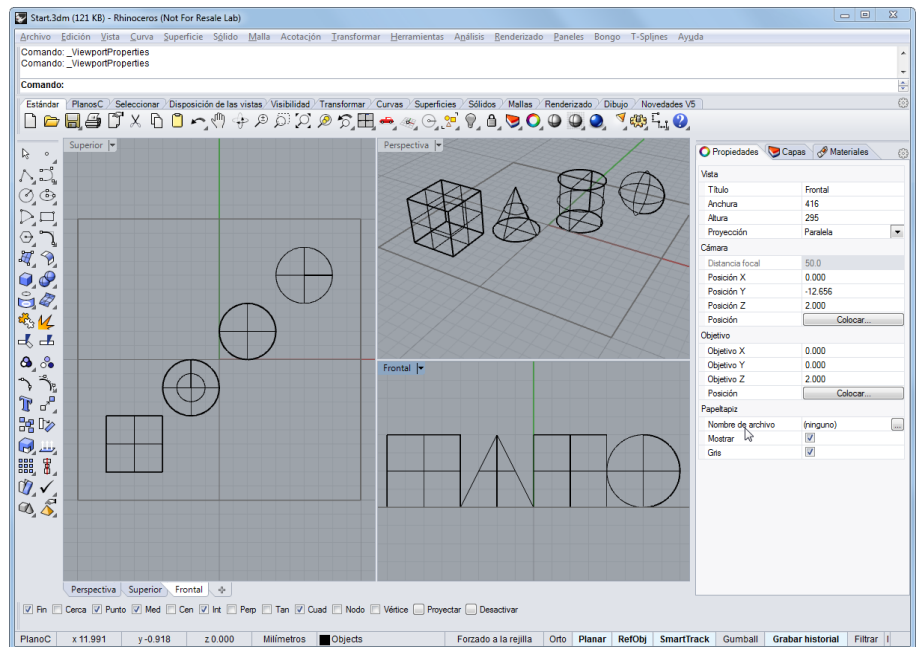 Start.3dm (121 KB) - Rhinoceros (Not For Resale Lab)
Archivo Edición Vista Curva Superficie Sólido Malla Acotación Transformar Herramientas Análisis Renderizado Paneles Bongo T-Splines Ayuda
Comando: _ViewportProperties
Comando: _ViewportProperties
Comando:
Estándar PlanosC Seleccionar Disposición de las vistas Visibilidad Transformar Curvas Superficies Sólidos Mallas Renderizado Dibujo Novedades V5
Superior
Perspectiva
Frontal
Propiedades Capas Materiales
Vista
Título Frontal
Anchura 416
Altura 295
Proyección Paralela
Cámara
Distancia focal 50.0
Posición X 0.000
Posición Y -12.656
Posición Z 2.000
Posición Colocar...
Objetivo
Objetivo X 0.000
Objetivo Y 0.000
Objetivo Z 2.000
Posición Colocar...
Papeltapiz
Nombre de archivo (ninguno) ...
Mostrar
Gris
Perspectiva Superior Frontal
Fin Cerca Punto Med Cen Int Perp Tan Cuad Nodo Vértice Proyectar Desactivar
PlanoC x 11.991 y -0.918 z 0.000 Milímetros Objects Forzado a la rejilla Orto Planar RefObj SmartTrack Gumball Grabar historial Filtrar